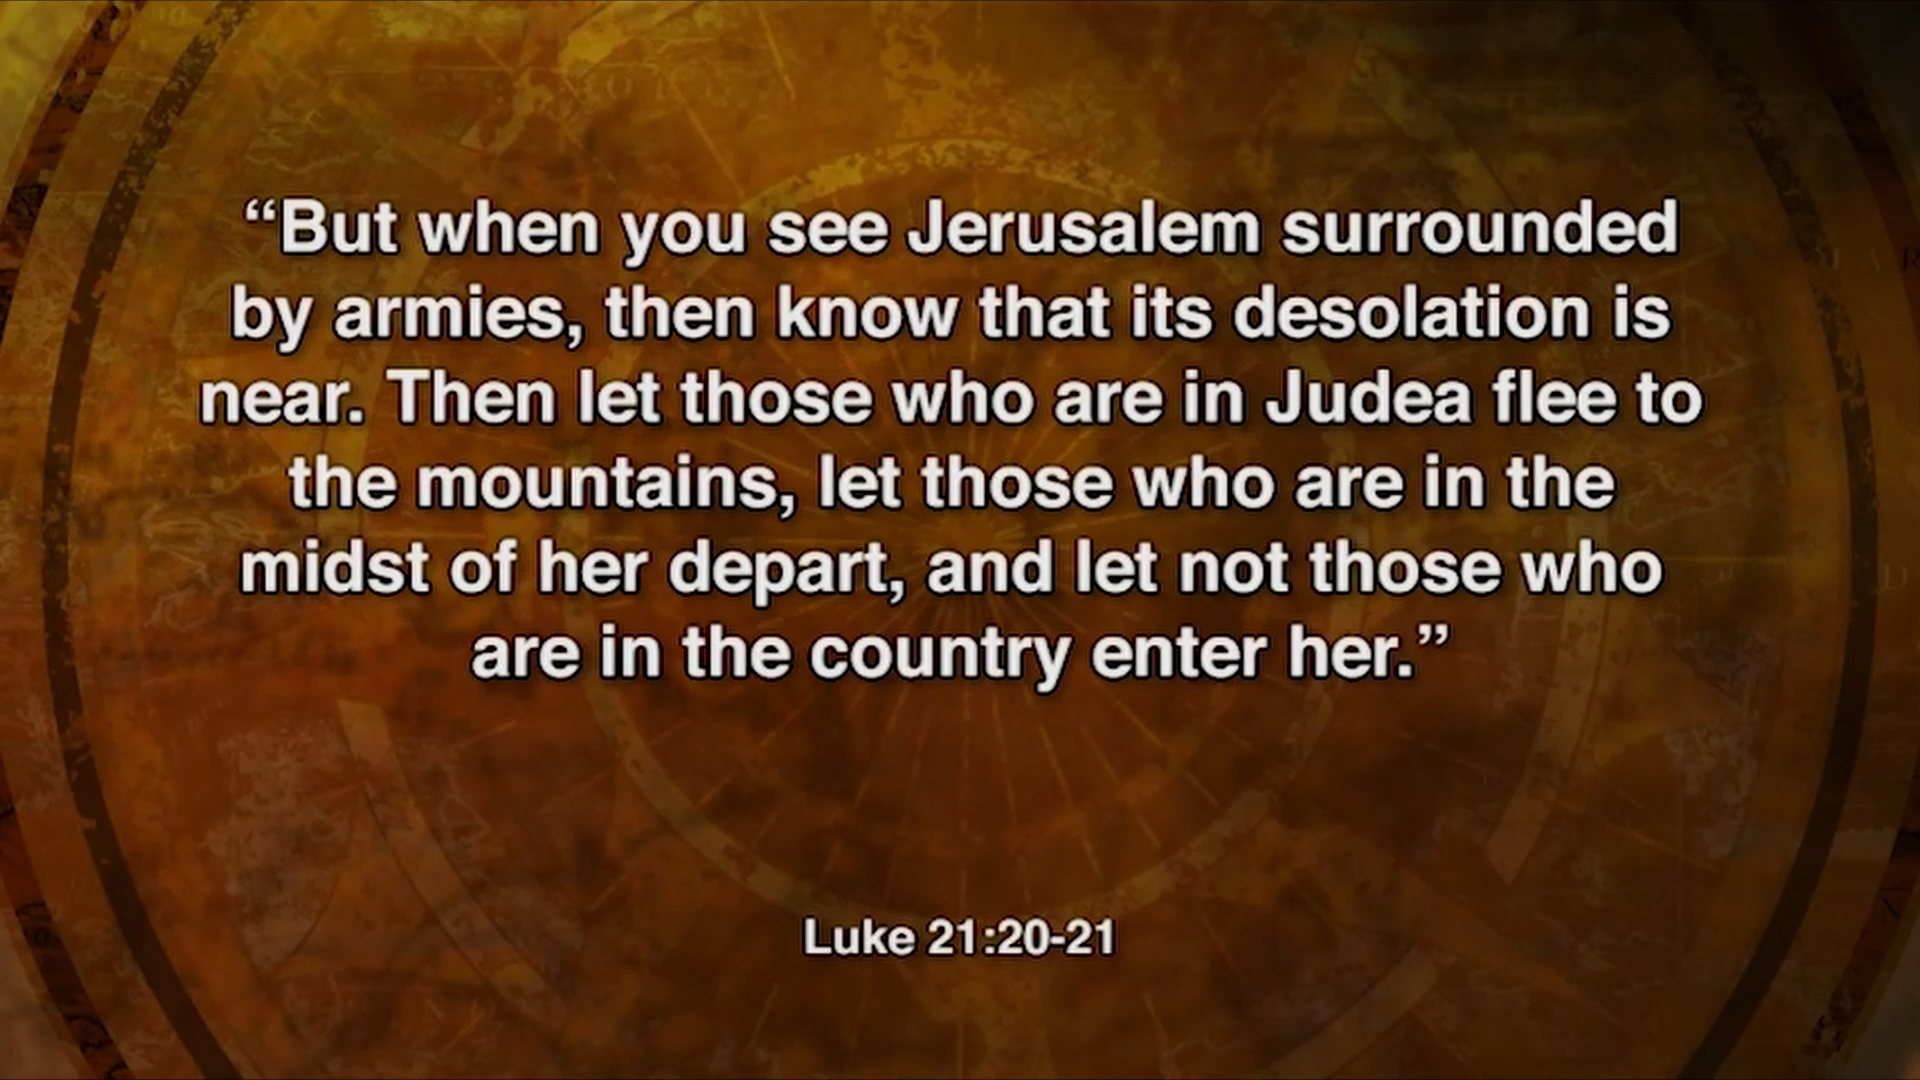 “But when you see Jerusalem surrounded
by armies, then know that its desolation is
near. Then let those who are in Judea flee to
the mountains, let those who are in the
midst of her depart, and let not those who
are in the country enter her.”
Luke 21:20-21